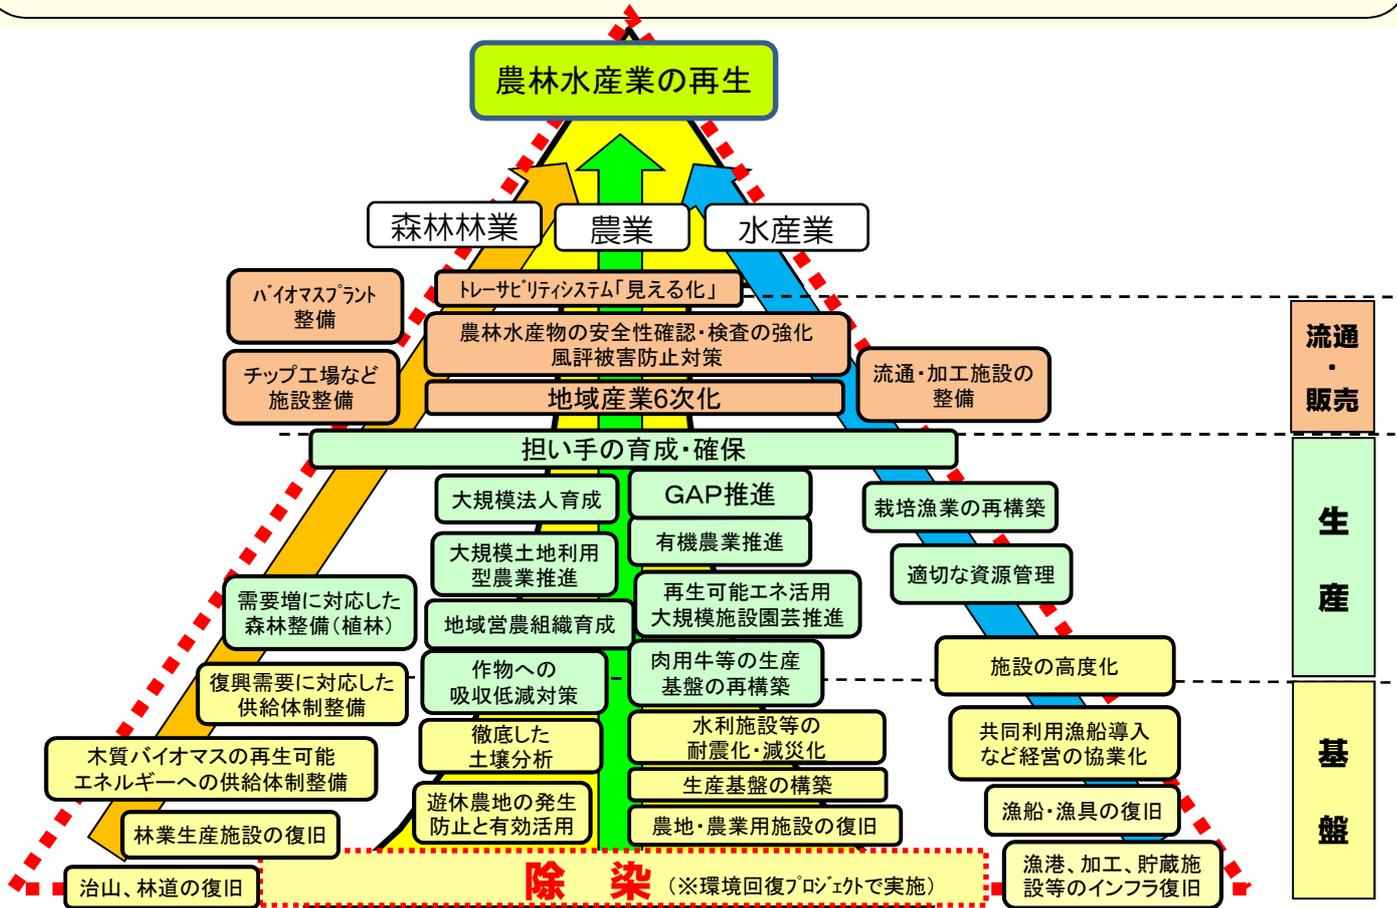 農林水産業の再生
森林林業
農業
水産業
バイオマスプラント
整備
トレーサビリティシステム「見える化」
農林水産物の安全性確認・検査の強化
風評被害防止対策
チップ工場など
施設整備
地域産業6次化
流通・加工施設の
整備
流通
・
販売
担い手の育成・確保
大規模法人育成
GAP推進
栽培漁業の再構築
大規模土地利用
型農業推進
有機農業推進
適切な資源管理
生
産
需要増に対応した
森林整備(植林)
地域営農組織育成
再生可能エネ活用
大規模施設園芸推進
復興需要に対応した
供給体制整備
作物への
吸収低減対策
肉用牛等の生産
基盤の再構築
施設の高度化
木質バイオマスの再生可能
エネルギーへの供給体制整備
徹底した
土壌分析
水利施設等の
耐震化・減災化
共同利用漁船導入
など経営の協業化
基
盤
生産基盤の構築
遊休農地の発生
防止と有効活用
農地・農業用施設の復旧
漁船・漁具の復旧
林業生産施設の復旧
治山、林道の復旧
除 染 (※環境回復プロジェクトで実施)
漁港、加工、貯蔵施
設等のインフラ復旧